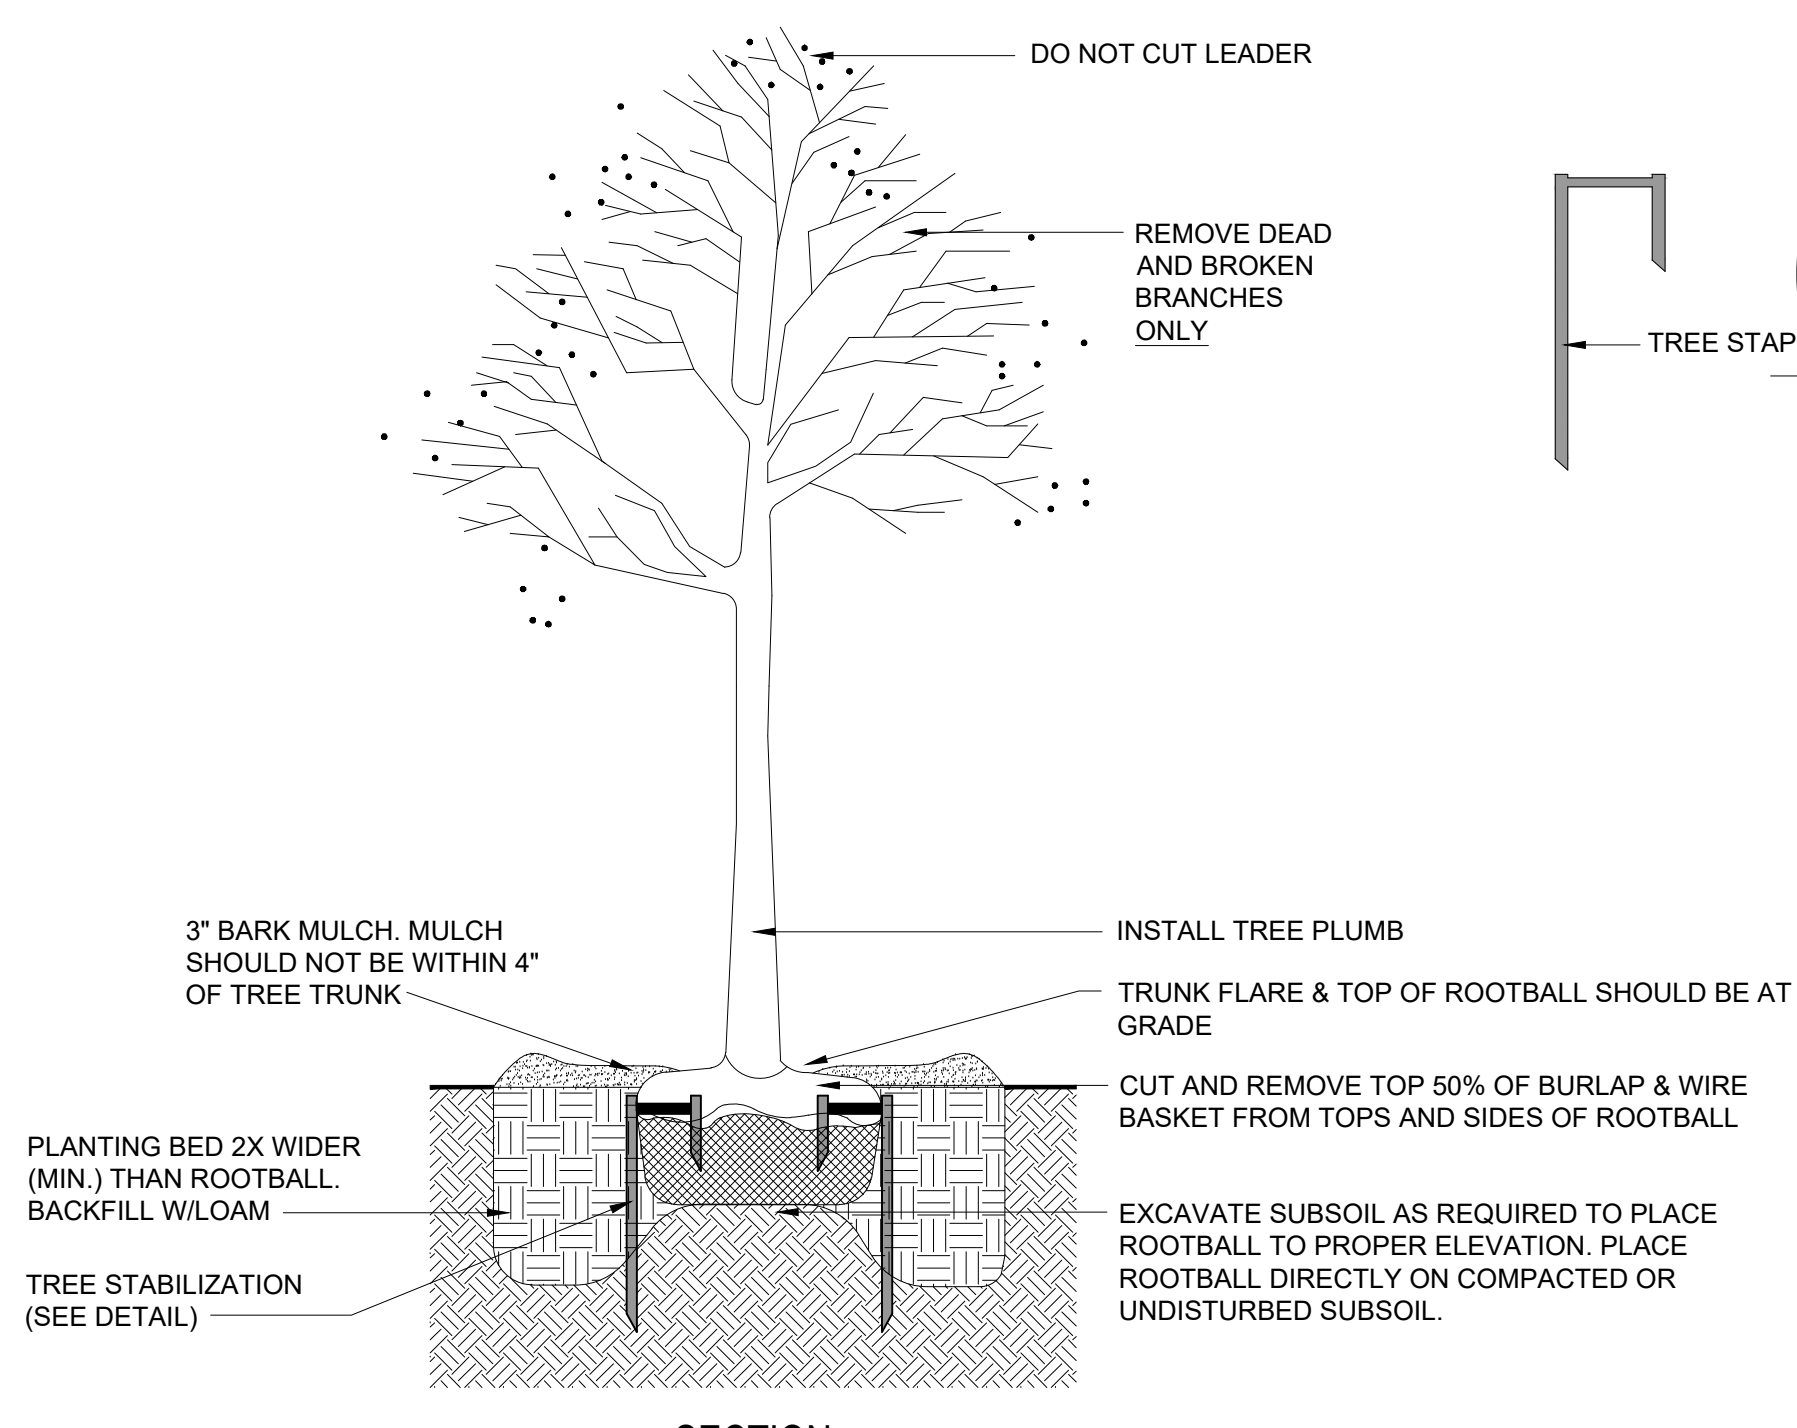 DO NOT CUT LEADER
REMOVE DEAD
AND BROKEN
BRANCHES
ONLY
TREE STAP
3" BARK MULCH. MULCH
SHOULD NOT BE WITHIN 4"
OF TREE TRUNK
INSTALL TREE PLUMB
TRUNK FLARE & TOP OF ROOTBALL SHOULD BE AT
GRADE
CUT AND REMOVE TOP 50% OF BURLAP & WIRE
BASKET FROM TOPS AND SIDES OF ROOTBALL
PLANTING BED 2X WIDER
(MIN.) THAN ROOTBALL.
BACKFILL W/LOAM
EXCAVATE SUBSOIL AS REQUIRED TO PLACE
ROOTBALL TO PROPER ELEVATION. PLACE
ROOTBALL DIRECTLY ON COMPACTED OR
UNDISTURBED SUBSOIL.
TREE STABILIZATION
(SEE DETAIL)
SECTION